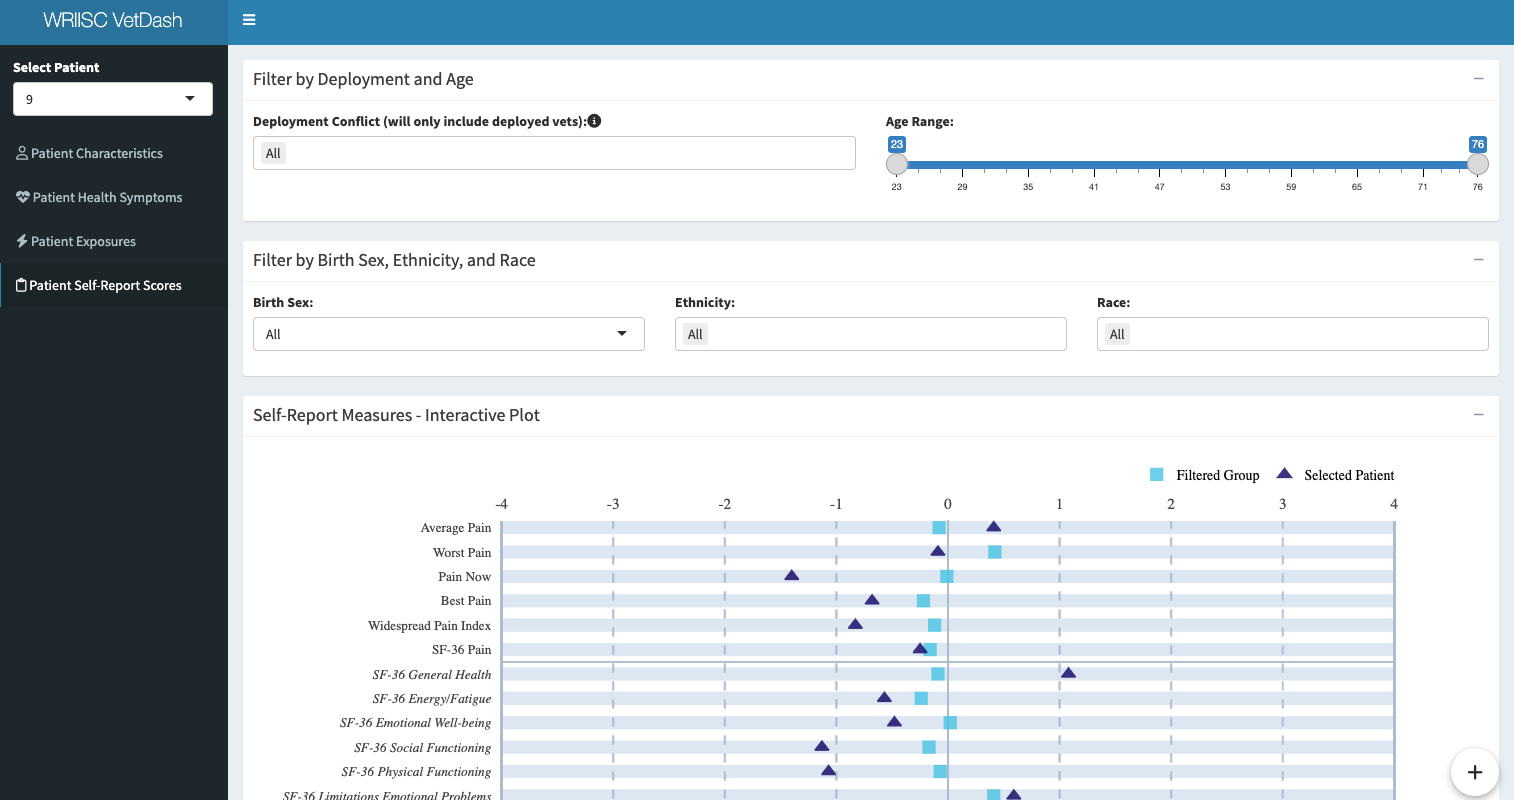 WRIISC VetDash
Select Patient
9
Patient Characteristics
Patient Health Symptoms
Patient Exposures
Patient Self-Report Scores
Filter by Deployment and Age
Deployment Conflict (will only include deployed vets):
All
Age Range:
23 76
23 29 35 41 47 53 59 65 71 76
Filter by Birth Sex, Ethnicity, and Race
Birth Sex: Ethnicity: Race:
All All All
Self-Report Measures - Interactive Plot
Filtered Group Selected Patient
-4 -3 -2 -1 0 1 2 3 4
Average Pain
Worst Pain
Pain Now
Best Pain
Widespread Pain Index
SF-36 Pain
SF-36 General Health
SF-36 Energy/Fatigue
SF-36 Emotional Well-being
SF-36 Social Functioning
SF-36 Physical Functioning
SF-36 Limitations Emotional Problems